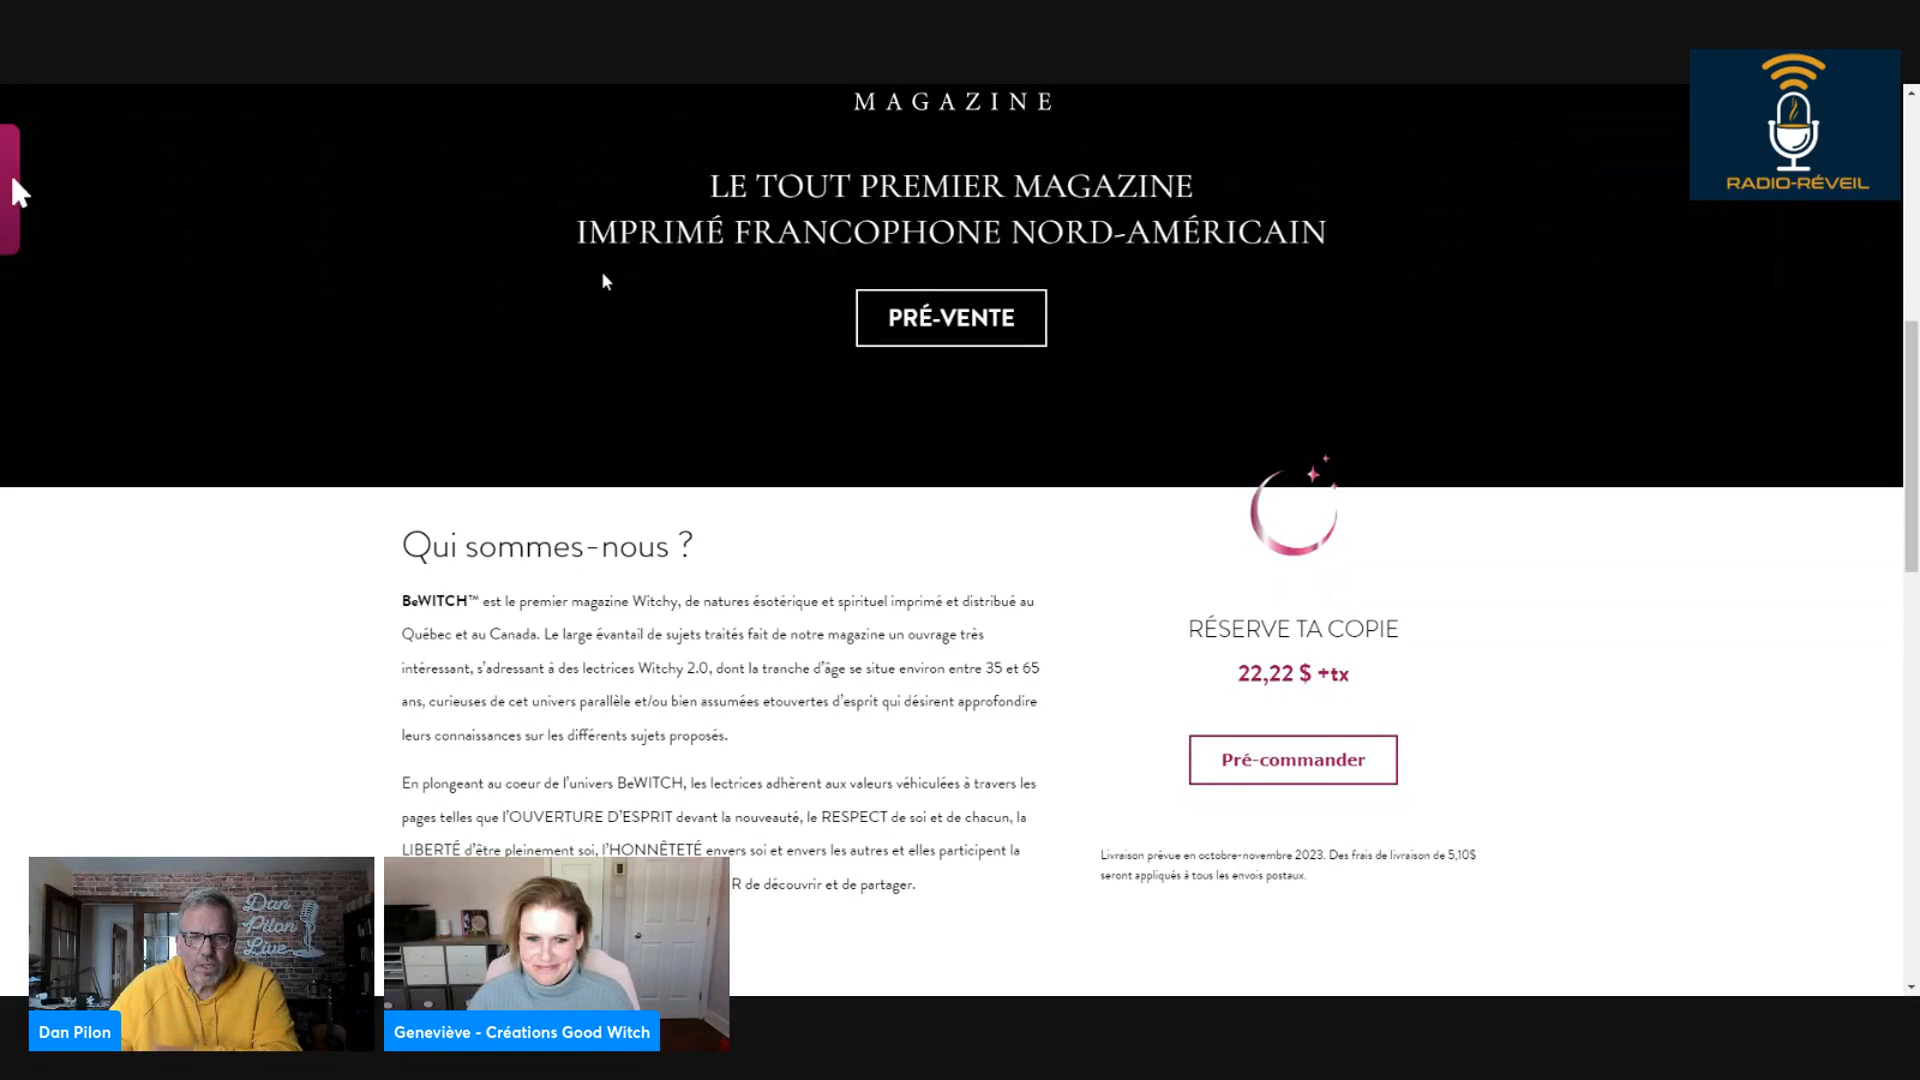 MAGAZINE
LE TOUT PREMIER MAGAZINE
IMPRIMÉ FRANCOPHONE NORD-AMÉRICAIN
PRÉ-VENTE
RADIO-RÉVEIL
Qui sommes-nous ?
BeWITCH™ est le premier magazine Witchy, de natures ésotérique et spirituel imprimé et distribué au
Québec et au Canada. Le large évantail de sujets traités fait de notre magazine un ouvrage très
intéressant, s'adressant à des lectrices Witchy 2.0, dont la tranche d'âge se situe environ entre 35 et 65
ans, curieuses de cet univers parallèle et/ou bien assumées etouvertes d'esprit qui désirent approfondir
leurs connaissances sur les différents sujets proposés.
En plongeant au coeur de l'univers BeWITCH, les lectrices adhèrent aux valeurs véhiculées à travers les
pages telles que l'OUVERTURE D'ESPRIT devant la nouveauté, le RESPECT de soi et de chacun, la
LIBERTÉ d'être pleinement soi, l'HONNÊTETÉ envers soi et envers les autres et elles participent la
R de découvrir et de partager.
RÉSERVE TA COPIE
22,22 $ +tx
Pré-commander
Livraison prévue en octobre-novembre 2023. Des frais de livraison de 5,10$
seront appliqués à tous les envois postaux.
Dan
Pilon
Live
Dan Pilon
Geneviève - Créations Good Witch